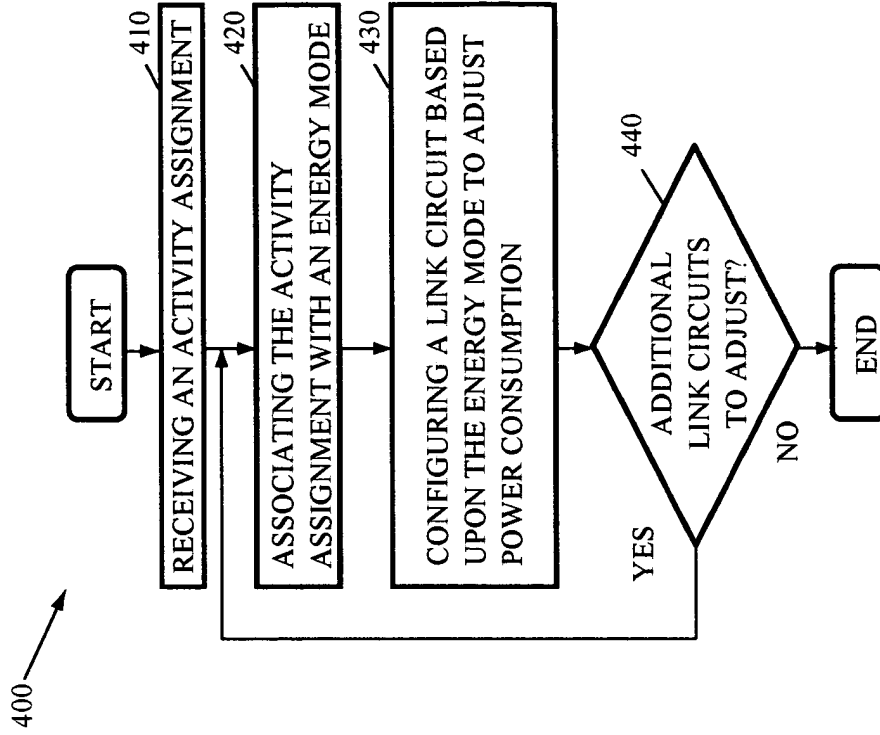 400
START
410
RECEIVING AN ACTIVITY ASSIGNMENT
420
ASSOCIATING THE ACTIVITY
ASSIGNMENT WITH AN ENERGY MODE
430
CONFIGURING A LINK CIRCUIT BASED
UPON THE ENERGY MODE TO ADJUST
POWER CONSUMPTION
440
ADDITIONAL
LINK CIRCUITS
TO ADJUST?
YES
NO
END